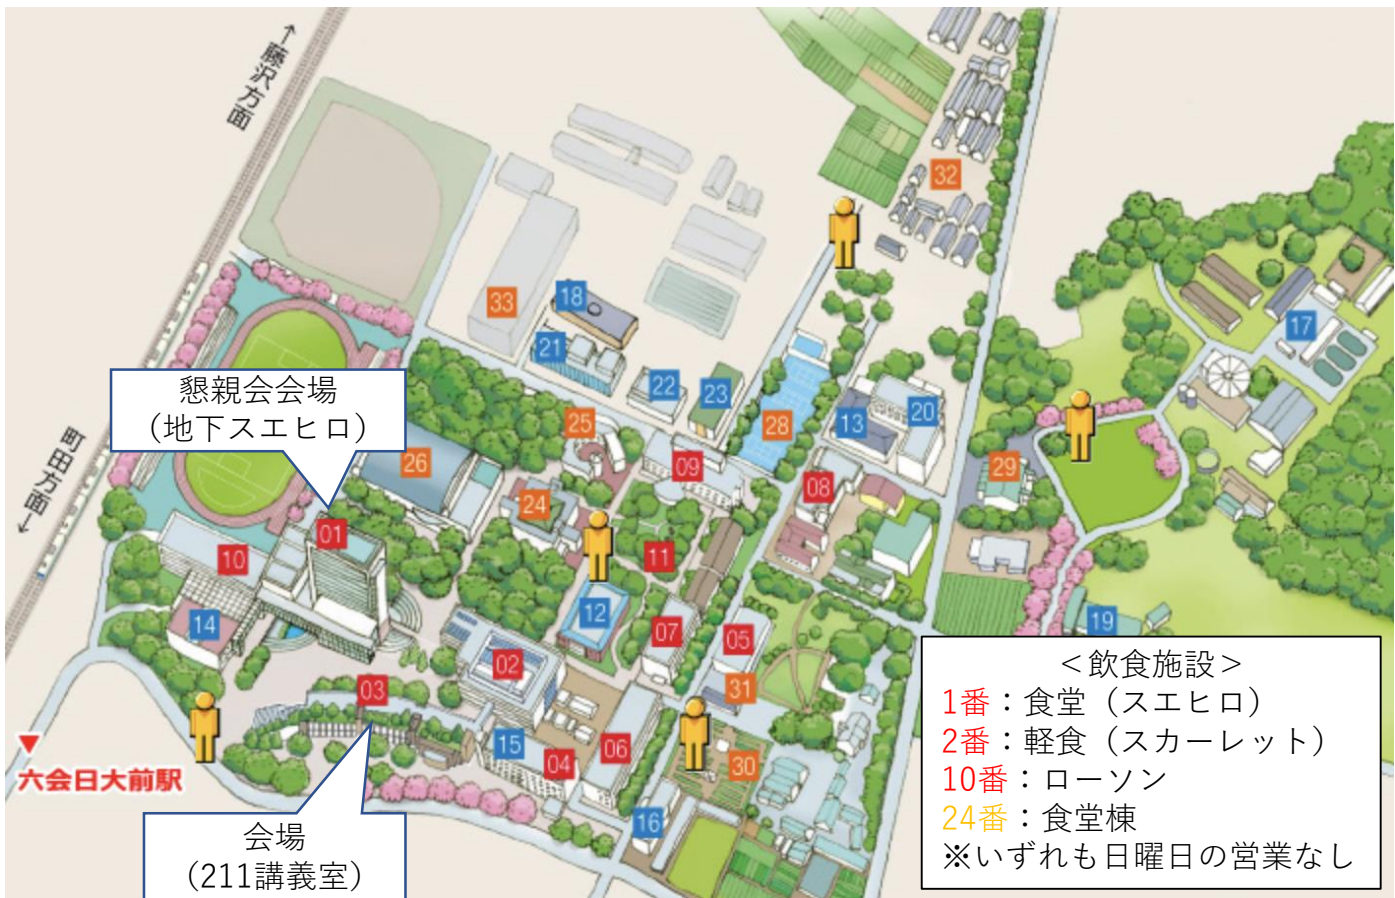 ↑藤沢方面
32
33
18
17
21
22
23
20
13
28
25
懇親会会場
（地下スエヒロ）
26
09
29
08
24
町田方面↓
01
11
10
12
19
14
07
05
02
03
31
＜飲食施設＞
1番：食堂（スエヒロ）
2番：軽食（スカーレット）
10番：ローソン
24番：食堂棟
※いずれも日曜日の営業なし
15
06
04
30
六会日大前駅
16
会場
（211講義室）